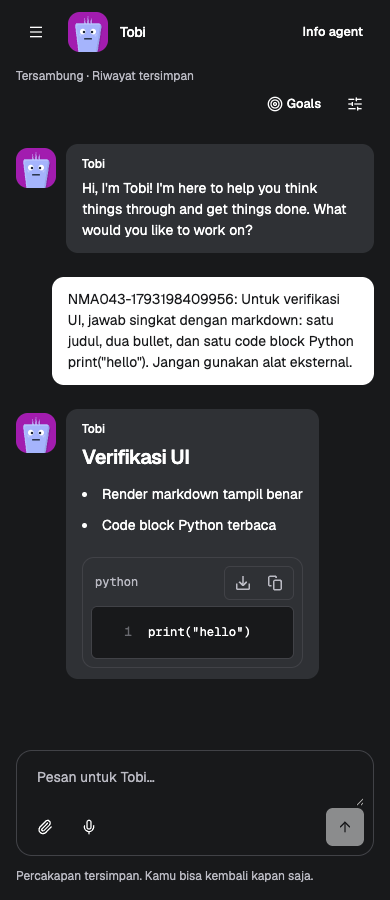 Tobi
Info agent
Tersambung · Riwayat tersimpan
Goals
Tobi
Hi, I'm Tobi! I'm here to help you think
things through and get things done. What
would you like to work on?
NMA043-1793198409956: Untuk verifikasi
UI, jawab singkat dengan markdown: satu
judul, dua bullet, dan satu code block Python
print("hello"). Jangan gunakan alat eksternal.
Tobi
Verifikasi UI
• Render markdown tampil benar
• Code block Python terbaca
python
1 print("hello")
Pesan untuk Tobi...
Percakapan tersimpan. Kamu bisa kembali kapan saja.